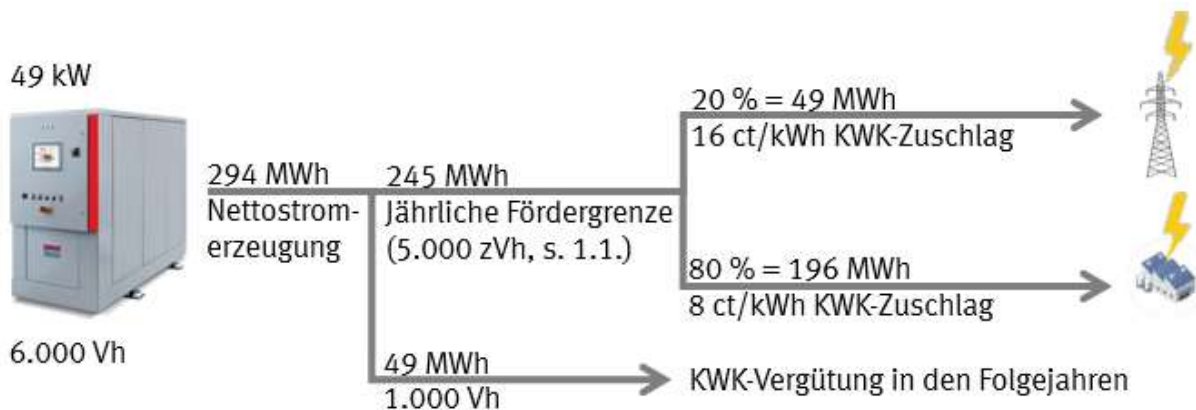 49 kW
6.000 Vh
294 MWh
Nettostrom-
erzeugung
245 MWh
Jährliche Fördergrenze
(5.000 zVh, s. 1.1.)
20 % = 49 MWh
16 ct/kWh KWK-Zuschlag
80 % = 196 MWh
8 ct/kWh KWK-Zuschlag
49 MWh
1.000 Vh
KWK-Vergütung in den Folgejahren